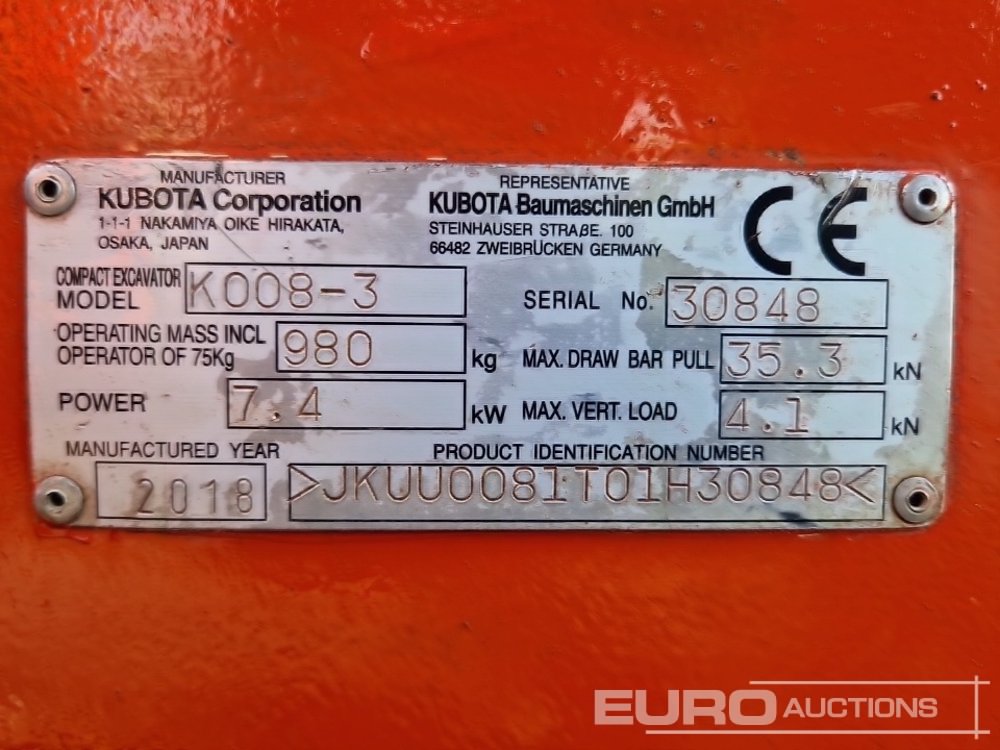 MANUFACTURER
KUBOTA Corporation
1-1-1 NAKAMIYA OIKE HIRAKATA,
OSAKA, JAPAN
REPRESENTATIVE
KUBOTA Baumaschinen GmbH
STEINHAUSER STRAßE. 100
66482 ZWEIBRÜCKEN GERMANY
CE
COMPACT EXCAVATOR
MODEL K008-3
SERIAL No. 30848
OPERATING MASS INCL
OPERATOR OF 75Kg 980 kg
MAX. DRAW BAR PULL 35.3 kN
POWER 7.4 kW
MAX. VERT. LOAD 4.1 kN
MANUFACTURED YEAR
2018
PRODUCT IDENTIFICATION NUMBER
>JKUU0081T01H30848<
EURO AUCTIONS